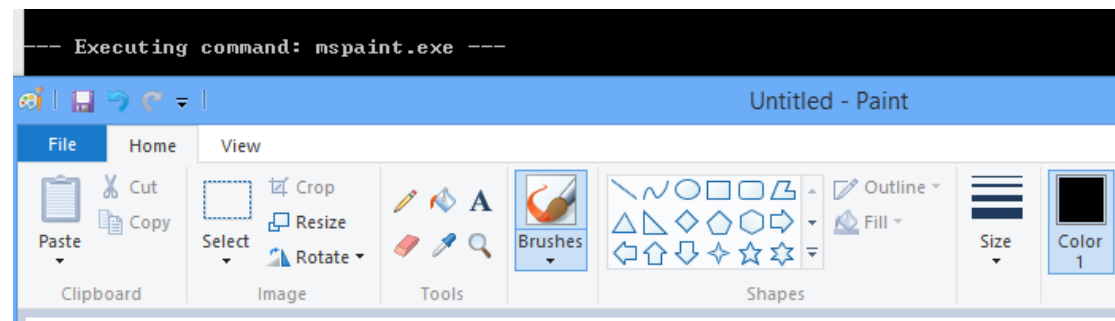 --- Executing command: mspaint.exe ---
Untitled - Paint
File Home View
Paste
Cut
Copy
Clipboard
Select
Crop
Resize
Rotate
Image
A
Tools
Brushes
Outline
Fill
Shapes
Size
Color
1